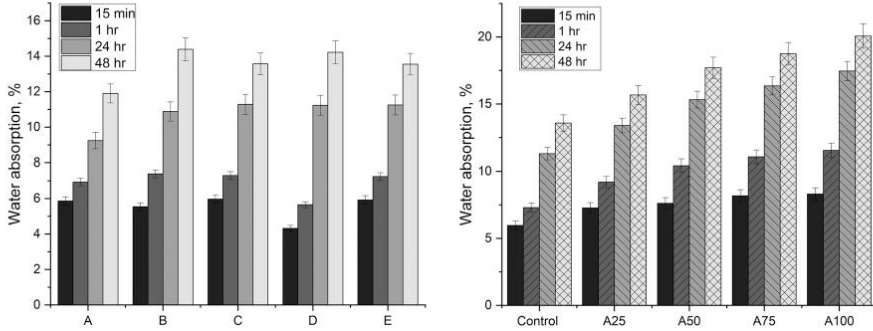 Water absorption, %
16
14
12
10
8
6
4
2
0
15 min
1 hr
24 hr
48 hr
A B C D E
Water absorption, %
20
15
10
5
0
15 min
1 hr
24 hr
48 hr
Control A25 A50 A75 A100